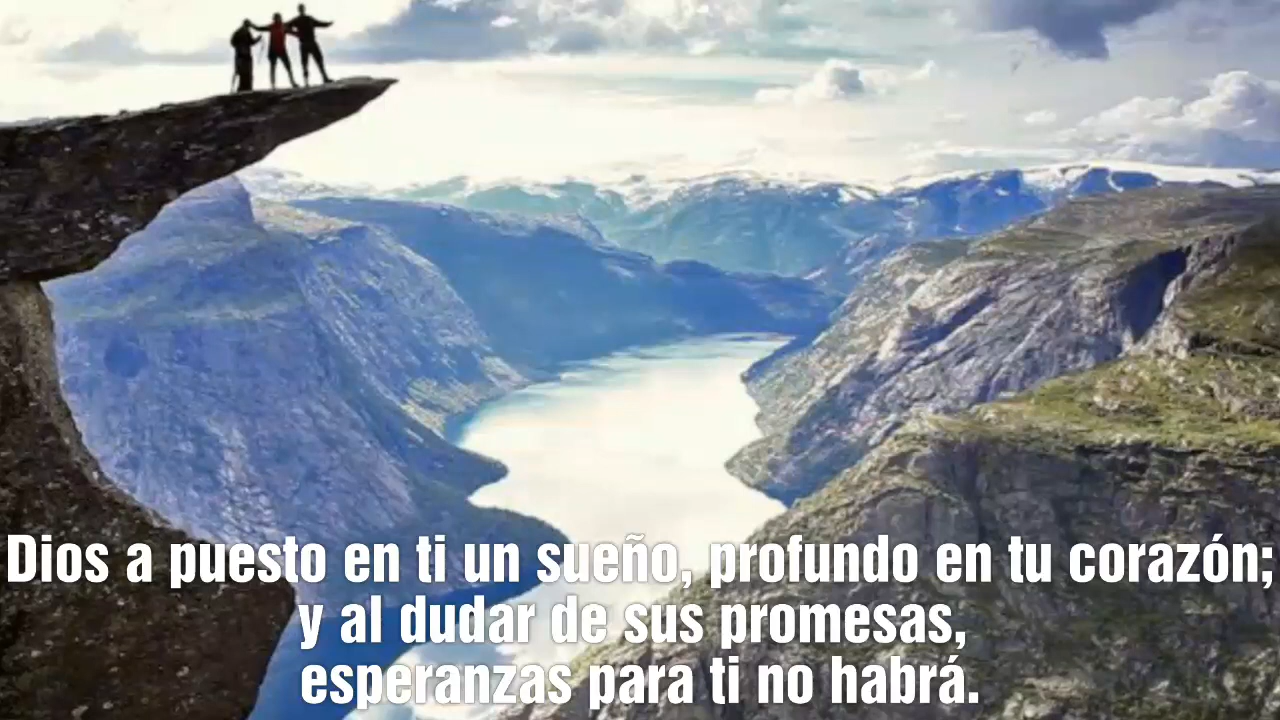 Dios a puesto en ti un sueño, profundo en tu corazón;
y al dudar de sus promesas,
esperanzas para ti no habrá.